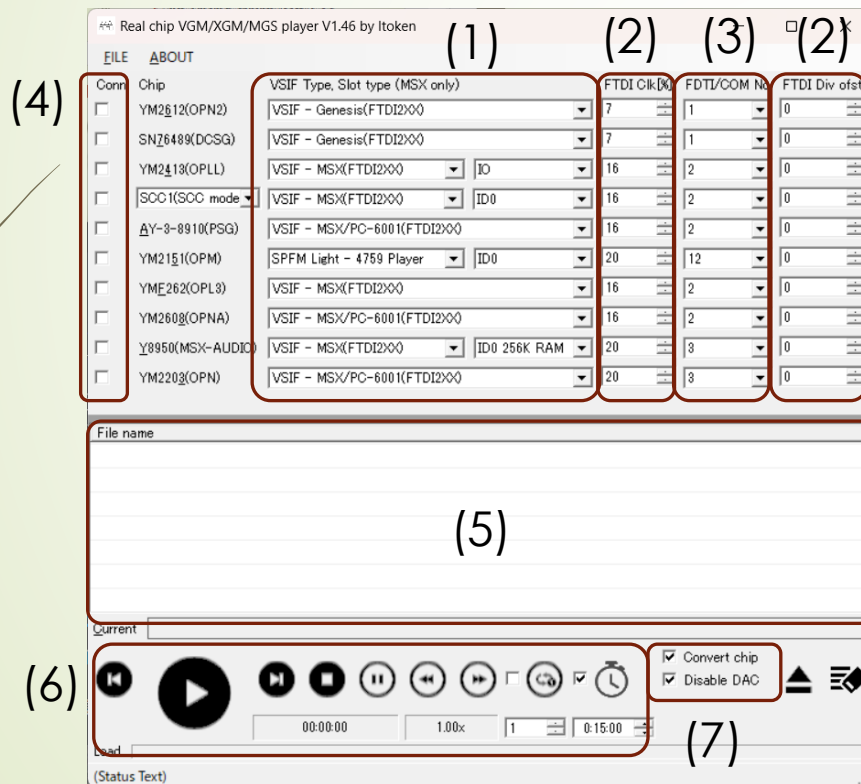 Real chip VGM/XGM/MGS player V1.46 by Itoken
FILE ABOUT
(1) (2) (3) (2)
(4)
Conn Chip VSIF Type, Slot type (MSX only) FTDI Clk[%] FDTI/COM No FTDI Div ofst
YM2612(OPN2) VSIF - Genesis(FTDI2XX) 7 1 0
SN76489(DCSG) VSIF - Genesis(FTDI2XX) 7 1 0
YM2413(OPLL) VSIF - MSX(FTDI2XX) IO 16 2 0
SCC1(SCC mode VSIF - MSX(FTDI2XX) ID0 16 2 0
AY-3-8910(PSG) VSIF - MSX/PC-6001(FTDI2XX) 16 2 0
YM2151(OPM) SPFM Light - 4759 Player ID0 20 12 0
YMF262(OPL3) VSIF - MSX(FTDI2XX) 16 2 0
YM2608(OPNA) VSIF - MSX/PC-6001(FTDI2XX) 16 2 0
Y8950(MSX-AUDIO) VSIF - MSX(FTDI2XX) ID0 256K RAM 20 3 0
YM2203(OPN) VSIF - MSX/PC-6001(FTDI2XX) 20 3 0
File name
(5)
Current
(6)
Convert chip
Disable DAC
00:00:00 1.00x 1 0:15:00
(7)
Load
(Status Text)